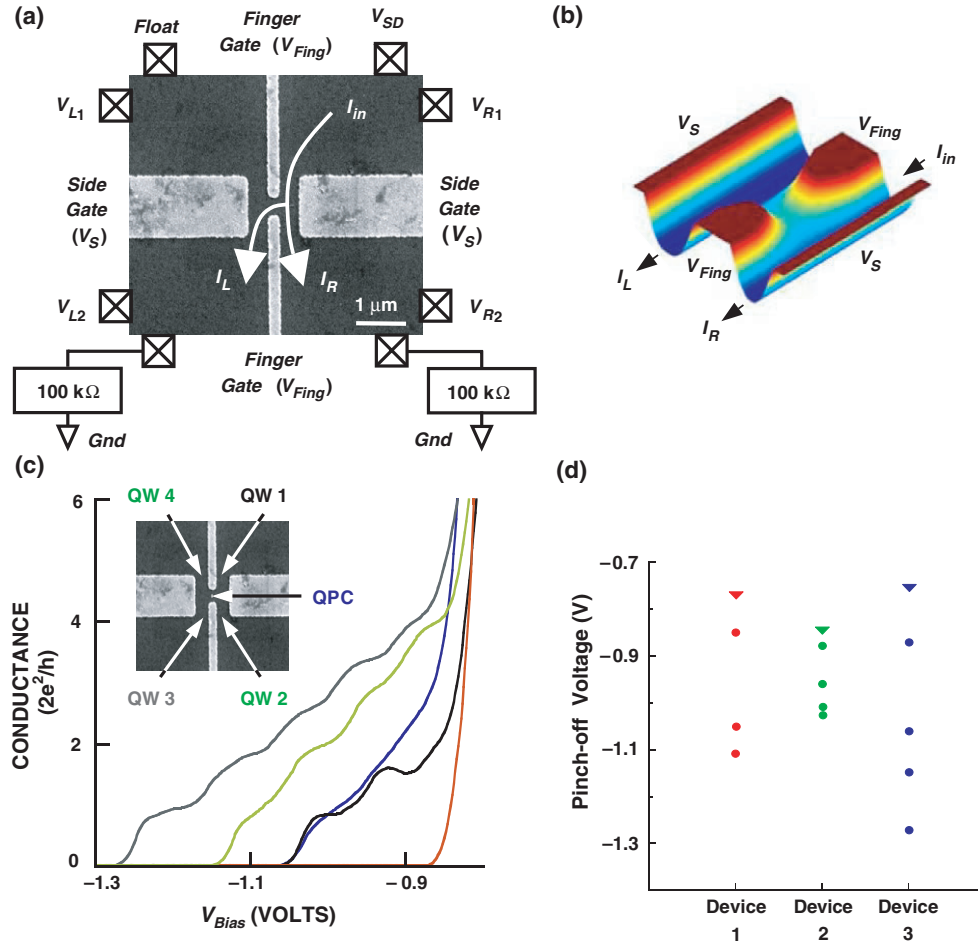 (a)
Float
Finger
Gate (V_Fing)
V_SD
V_L1
V_R1
I_in
Side
Gate
(V_S)
Side
Gate
(V_S)
I_L
I_R
V_L2
V_R2
1 μm
Finger
Gate (V_Fing)
100 kΩ
100 kΩ
Gnd
Gnd
(b)
V_S
V_Fing
I_in
I_L
V_Fing
V_S
I_R
(c)
CONDUCTANCE
(2e²/h)
6
4
2
0
QW 4
QW 1
QPC
QW 3
QW 2
−1.3
−1.1
−0.9
V_Bias (VOLTS)
(d)
Pinch-off Voltage (V)
−0.7
−0.9
−1.1
−1.3
Device
1
Device
2
Device
3